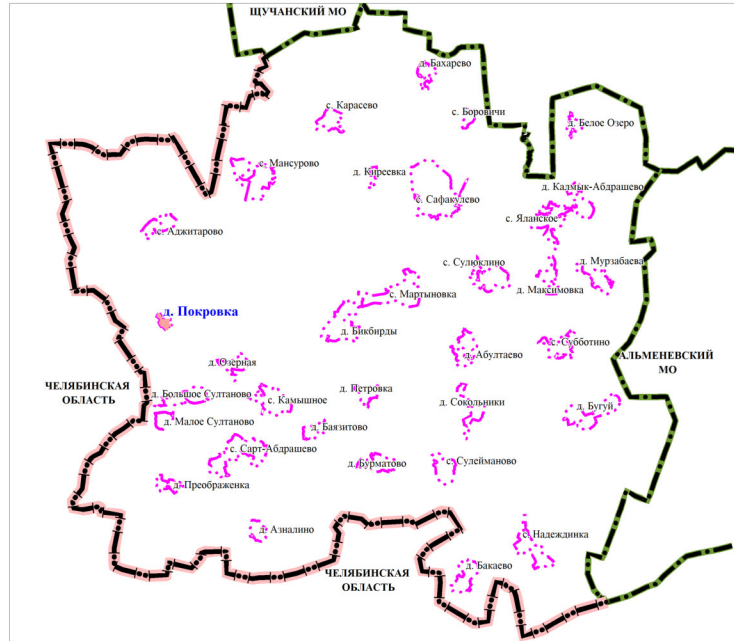 ЩУЧАНСКИЙ МО
д. Бахарево
с. Карасево
с. Боровичи
д. Белое Озеро
с. Мансурово
д. Киреевка
д. Калмык-Абдрашево
с. Сафакулево
с. Яланское
с. Аджитарово
с. Сулюклино
д. Мурзабаева
д. Максимовка
с. Мартыновка
д. Покровка
д. Бикбирды
с. Субботино
д. Абултаево
АЛЬМЕНЕВСКИЙ
МО
д. Озерная
ЧЕЛЯБИНСКАЯ
ОБЛАСТЬ
д. Большое Султаново
с. Камышное
д. Петровка
д. Сокольники
д. Бугуй
д. Малое Султаново
д. Баязитово
с. Сарт-Абдрашево
д. Бурматово
с. Сулейманово
д. Преображенка
д. Азналино
с. Надеждинка
д. Бакаево
ЧЕЛЯБИНСКАЯ
ОБЛАСТЬ